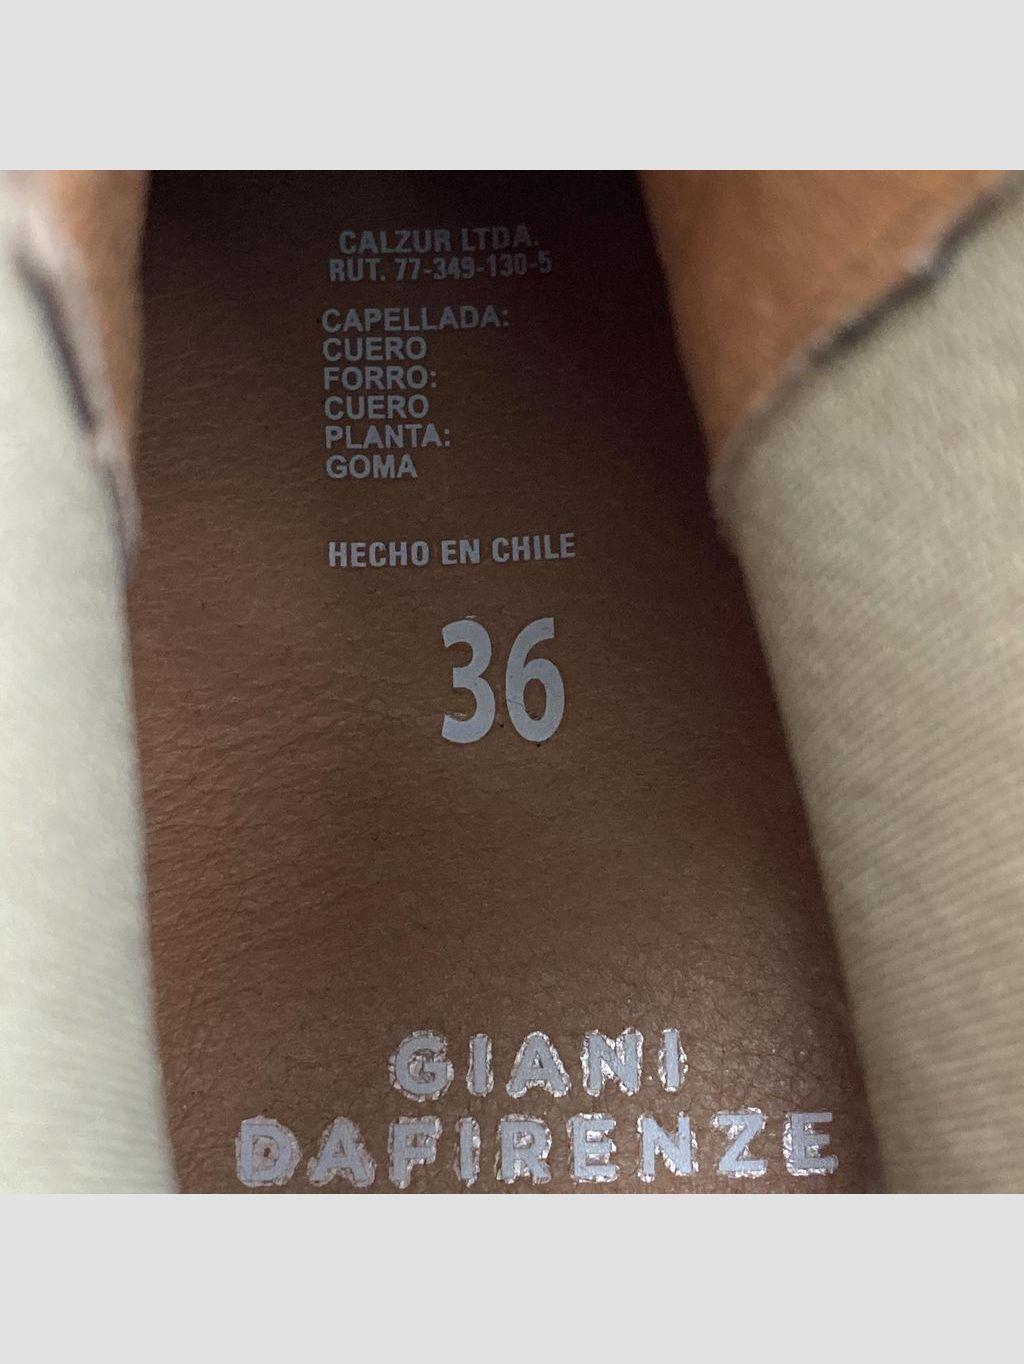 CALZUR LTDA.
RUT. 77-349-130-5
CAPELLADA:
CUERO
FORRO:
CUERO
PLANTA:
GOMA
HECHO EN CHILE
36
GIANI
DAFIRENZE